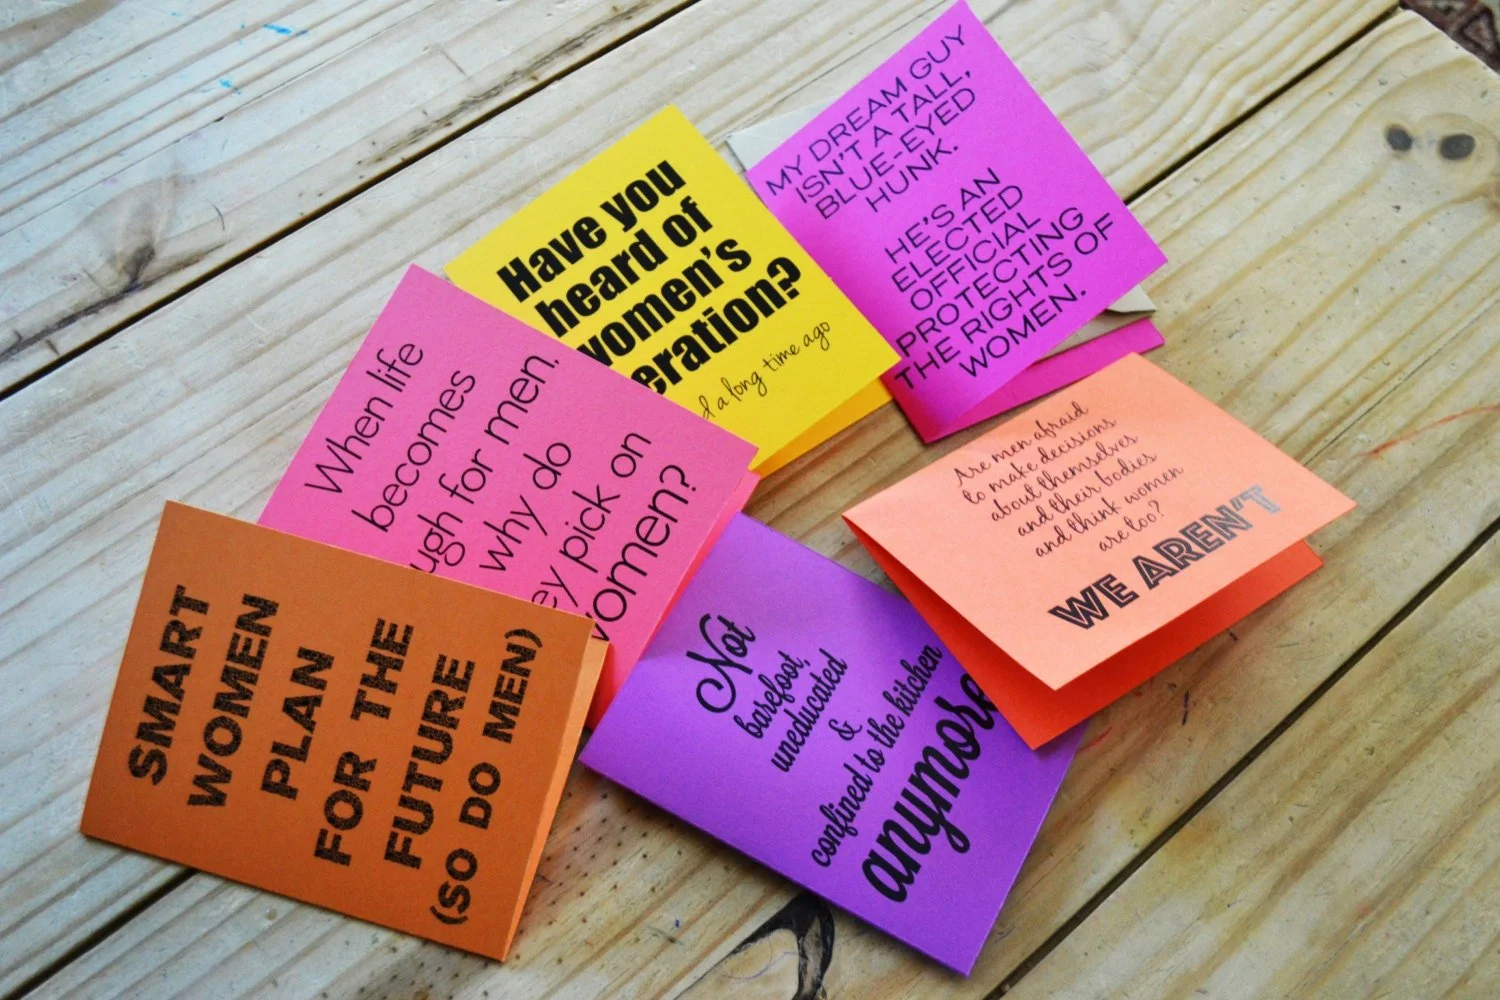 MY DREAM GUY
ISN'T A TALL,
BLUE-EYED
HUNK.
HE'S AN
ELECTED
OFFICIAL
PROTECTING
THE RIGHTS OF
WOMEN.
Have you
heard of
women's
eration?
d a long time ago
When life
becomes
ugh for men,
why do
ey pick on
women?
Are men afraid
to make decisions
about themselves
and their bodies
and think women
are too?
WE AREN'T
SMART
WOMEN
PLAN
FOR THE
FUTURE
(SO DO MEN)
Not
barefoot,
uneducated
&
confined to the kitchen
anymore